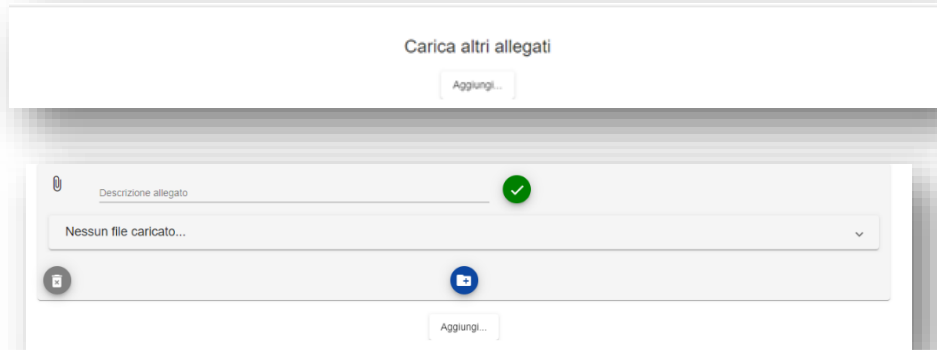 Carica altri allegati
Aggiungi...
Descrizione allegato
Nessun file caricato...
Aggiungi...